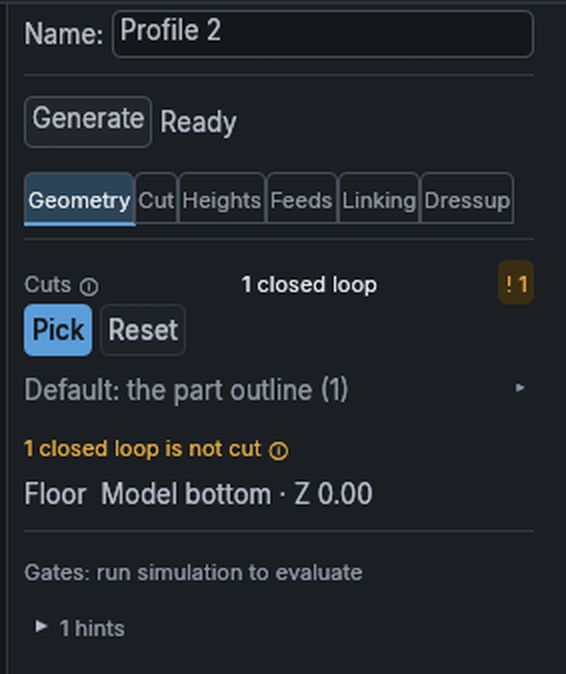 Name: Profile 2
Generate Ready
Geometry Cut Heights Feeds Linking Dressup
Cuts 1 closed loop ! 1
Pick Reset
Default: the part outline (1)
1 closed loop is not cut
Floor Model bottom · Z 0.00
Gates: run simulation to evaluate
1 hints